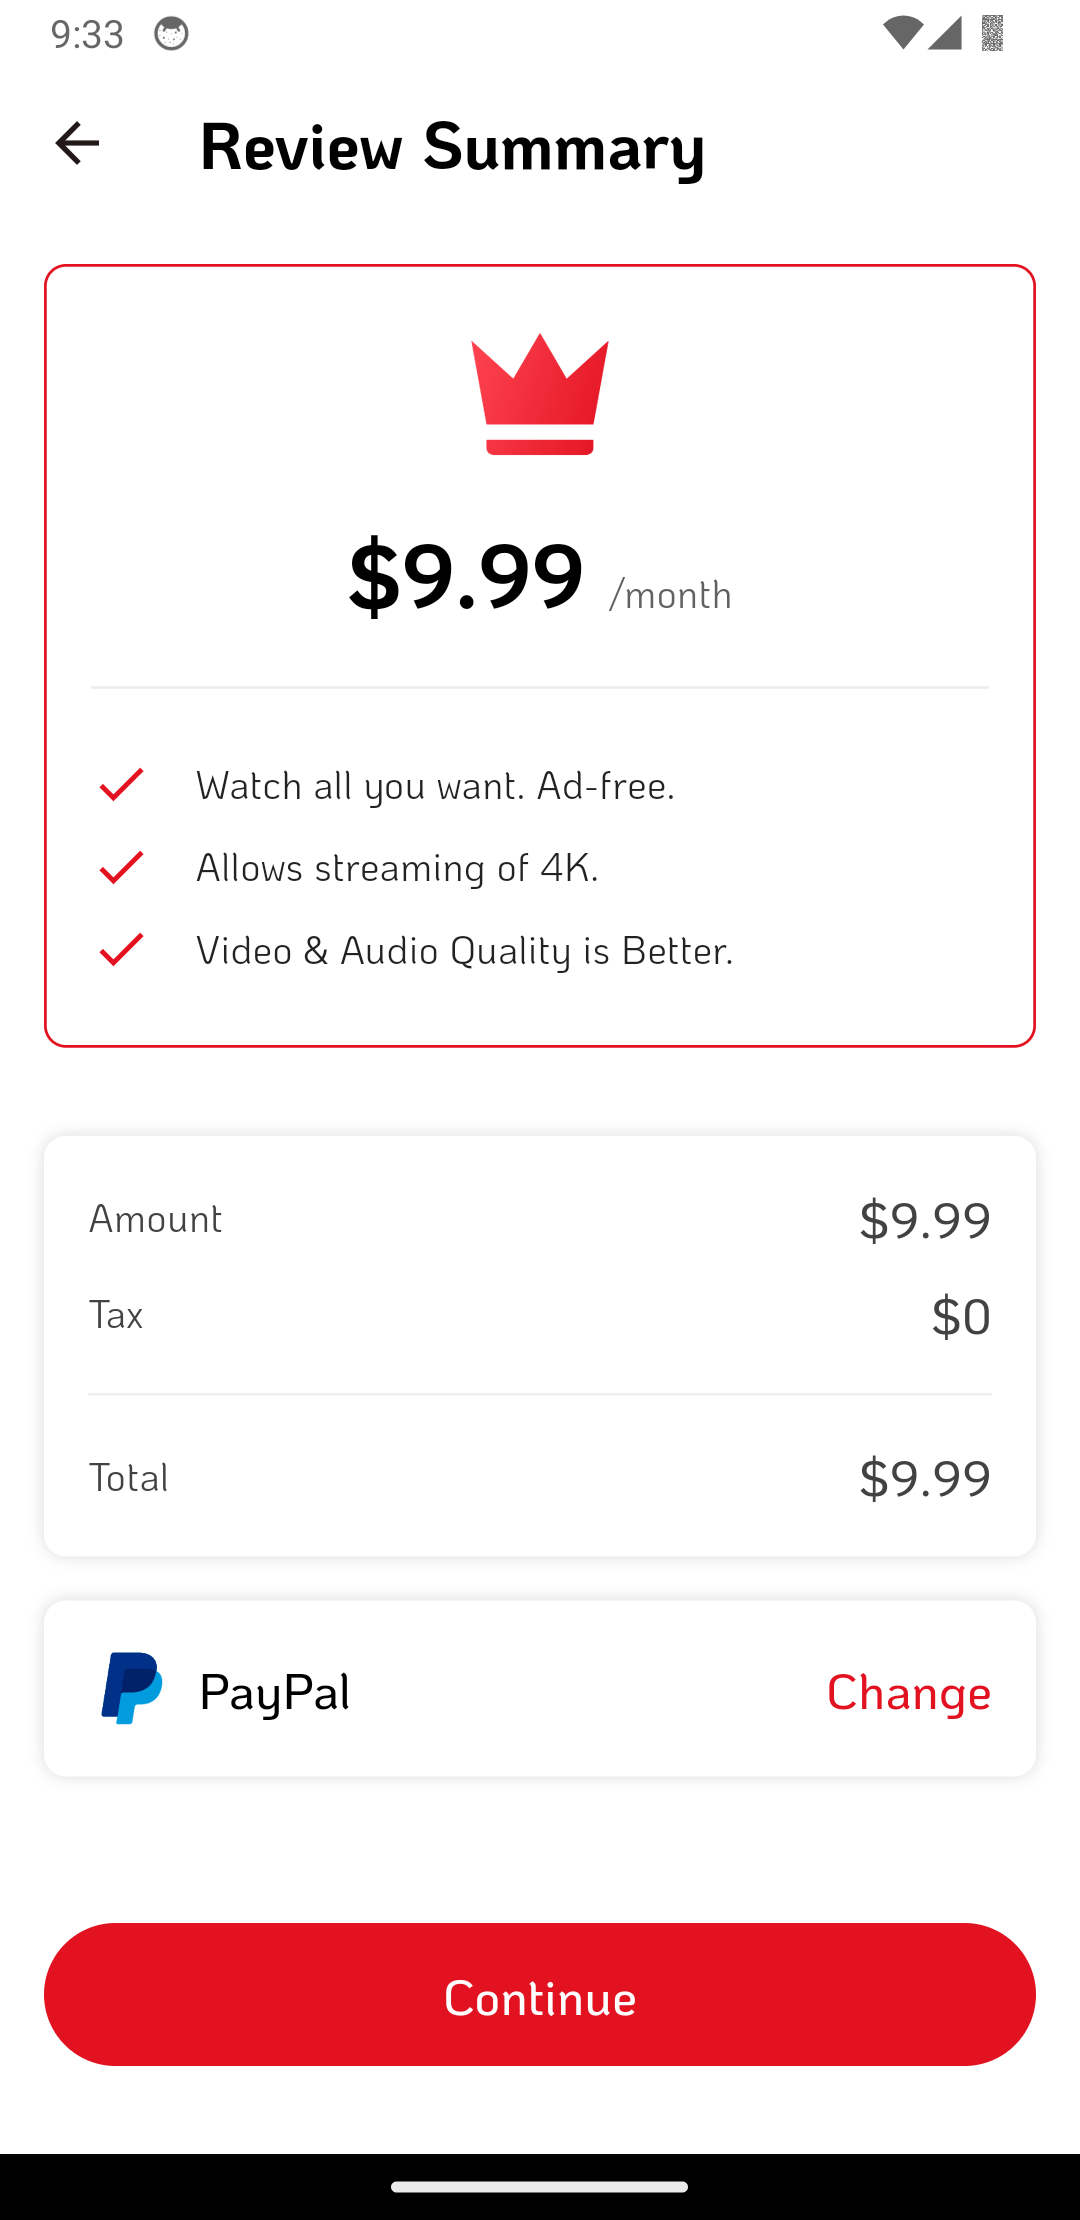 9:33
Review Summary
$9.99 /month
Watch all you want. Ad-free.
Allows streaming of 4K.
Video & Audio Quality is Better.
Amount $9.99
Tax $0
Total $9.99
PayPal Change
Continue